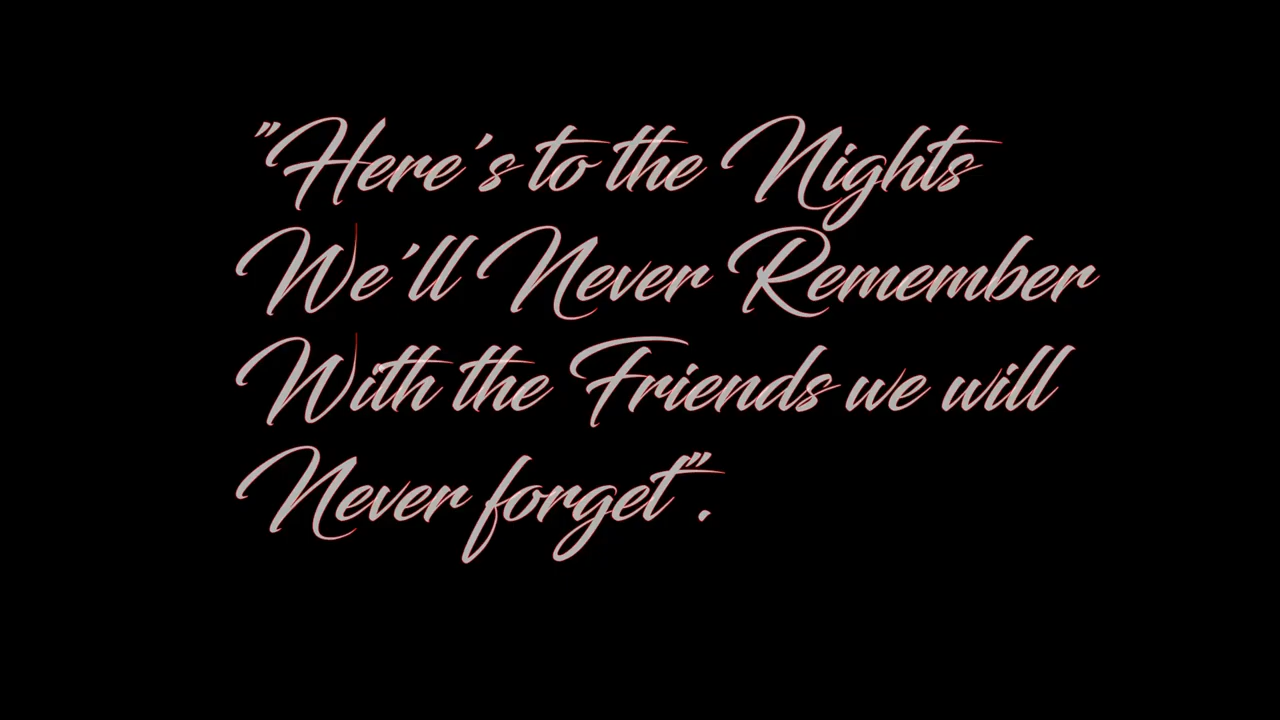 "Here's to the Nights
We'll Never Remember
With the Friends we will
Never forget".